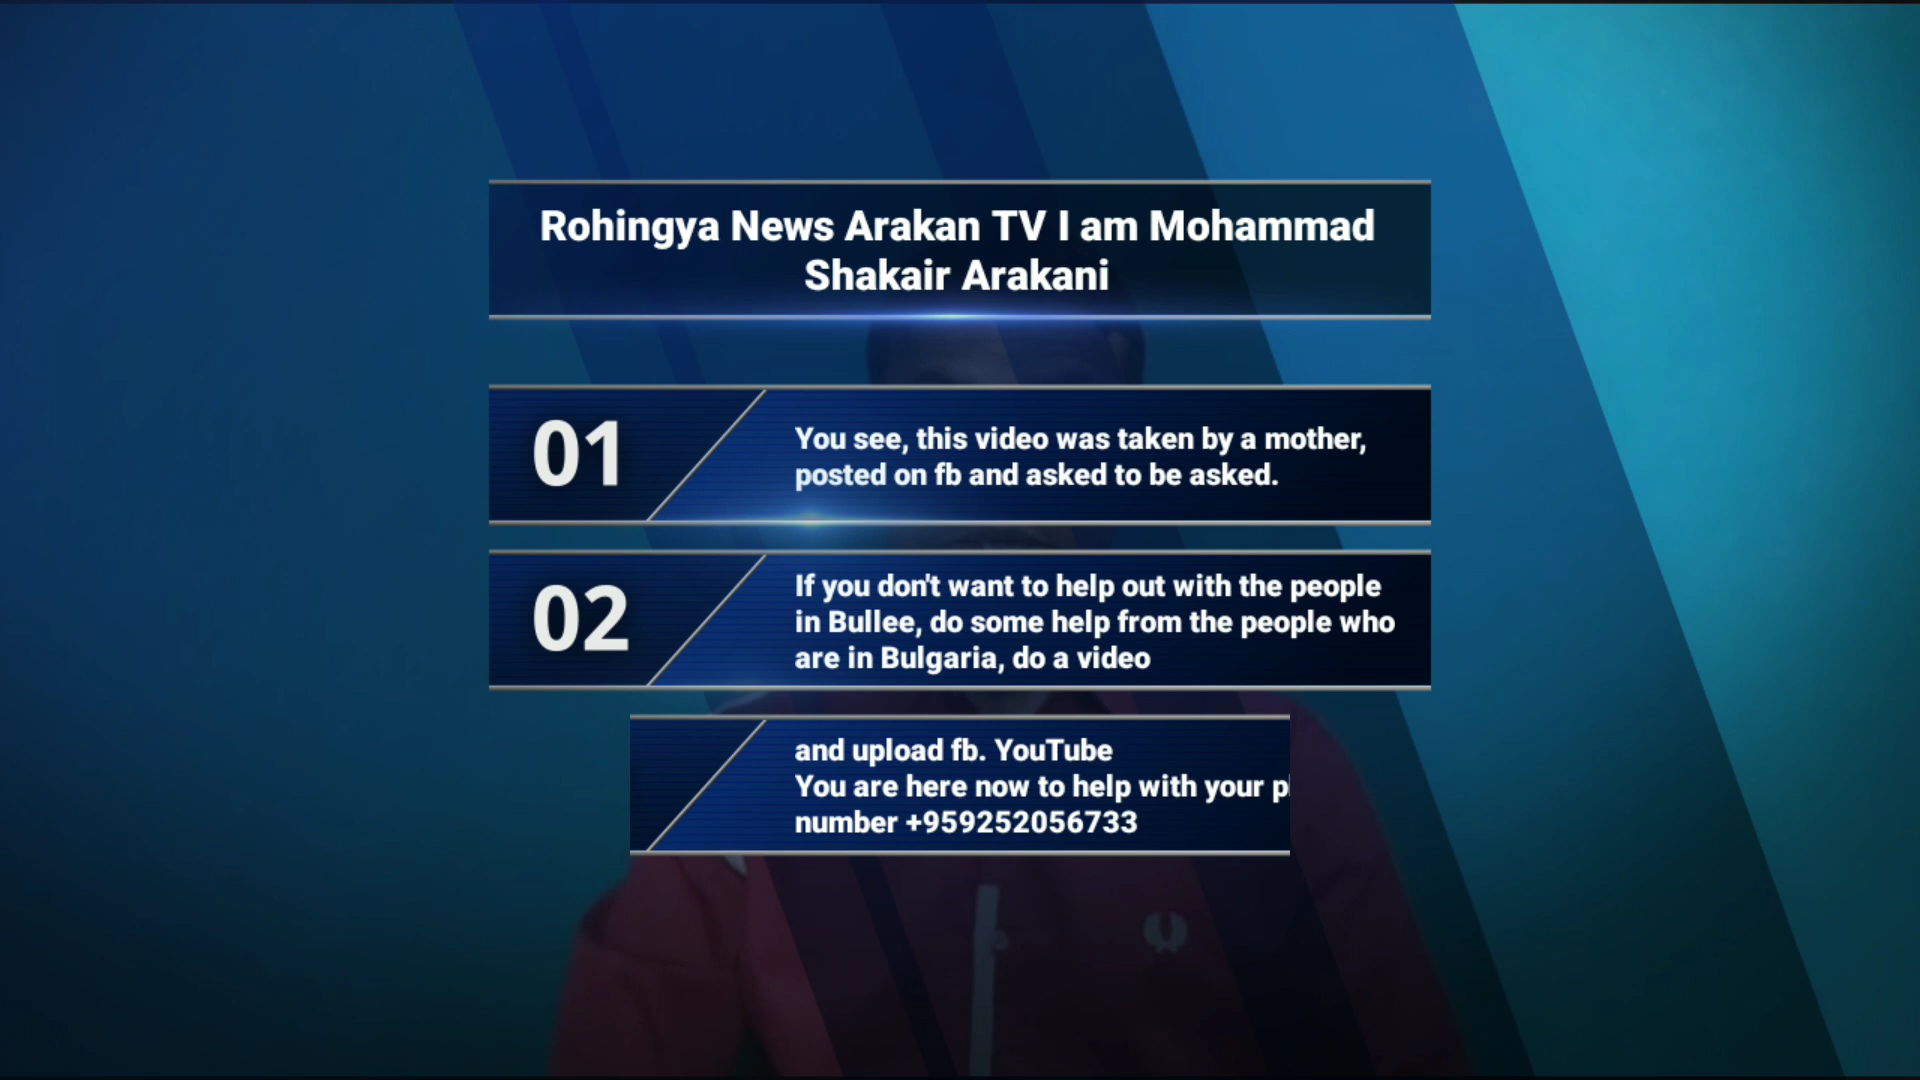 Rohingya News Arakan TV I am Mohammad
Shakair Arakani
01
You see, this video was taken by a mother,
posted on fb and asked to be asked.
02
If you don't want to help out with the people
in Bullee, do some help from the people who
are in Bulgaria, do a video
and upload fb. YouTube
You are here now to help with your
number +959252056733